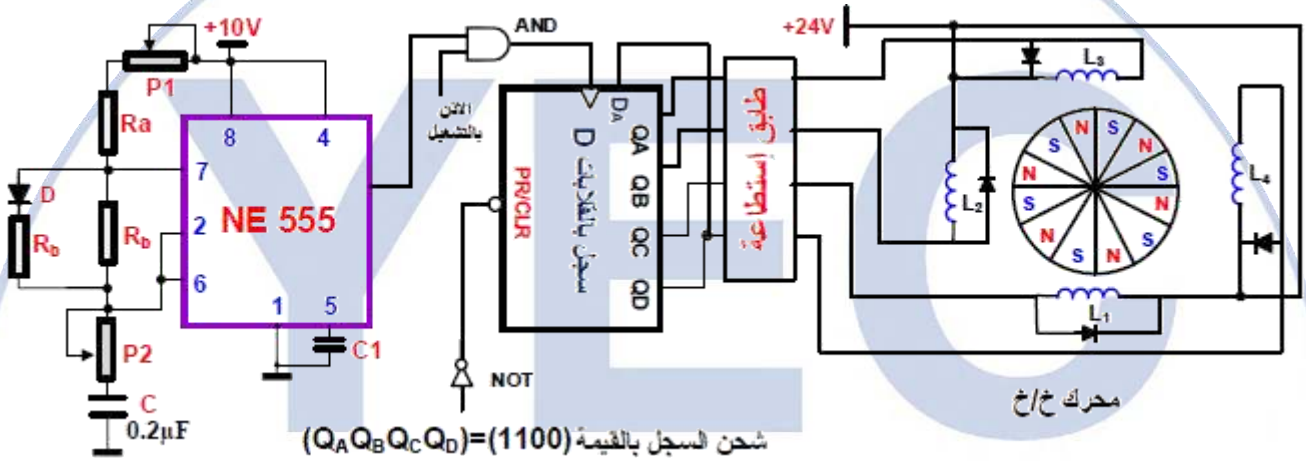 +10V
P1
Ra
D
Rb
Rb
P2
C
0.2µF
NE 555
8
4
7
2
6
1
5
C1
AND
الاذن
بالتشغيل
DA
QA
QB
QC
QD
سجل بالقلابات D
PR/CLR
NOT
شحن السجل بالقيمة (1100)=(QAQBQCQD)
طابق إستطاعة
+24V
L3
L2
L4
L1
N
S
N
S
N
S
N
S
N
S
N
S
محرك خ/خ
YEO